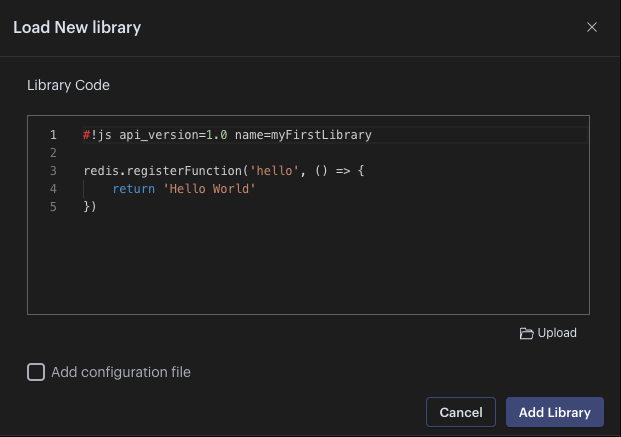 Load New library
Library Code
1 #!js api_version=1.0 name=myFirstLibrary
2
3 redis.registerFunction('hello', () => {
4     return 'Hello World'
5 })
Upload
Add configuration file
Cancel Add Library